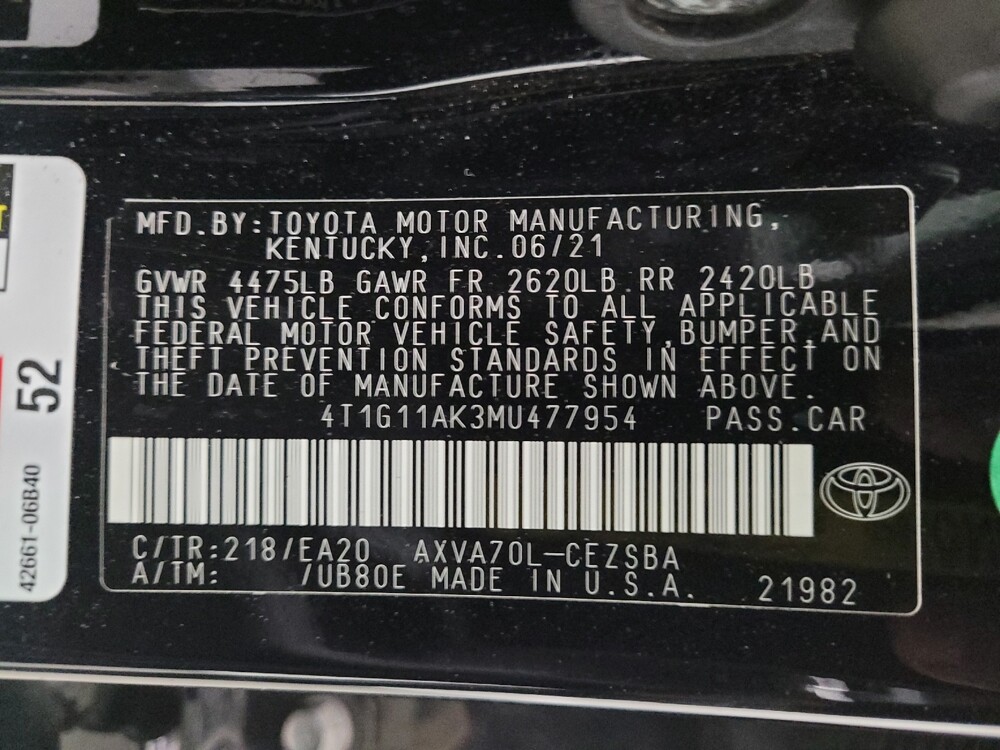 MFD.BY:TOYOTA MOTOR MANUFACTURING,
KENTUCKY,INC.06/21
GVWR 4475LB GAWR FR 2620LB RR 2420LB
THIS VEHICLE CONFORMS TO ALL APPLICABLE
FEDERAL MOTOR VEHICLE SAFETY,BUMPER,AND
THEFT PREVENTION STANDARDS IN EFFECT ON
THE DATE OF MANUFACTURE SHOWN ABOVE.
4T1G11AK3MU477954 PASS.CAR
C/TR:218/EA20 AXVA70L-CEZSBA
A/TM: /UB80E MADE IN U.S.A. 21982
52
42661-06B40